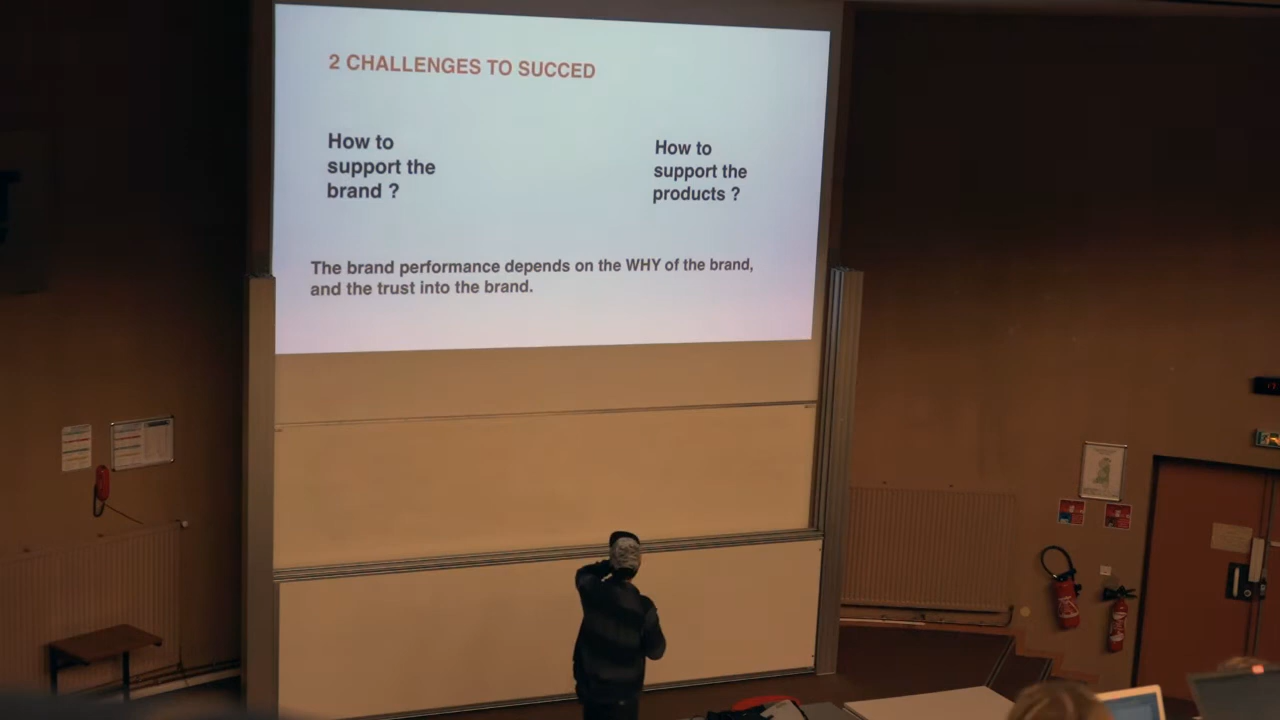 2 CHALLENGES TO SUCCED
How to
support the
brand ?
How to
support the
products ?
The brand performance depends on the WHY of the brand,
and the trust into the brand.